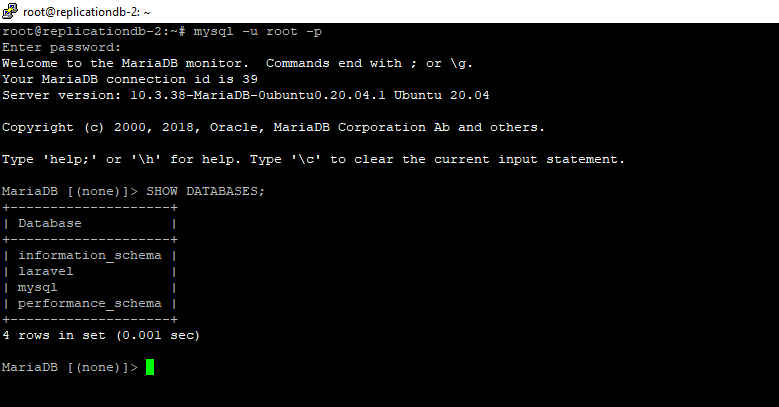 root@replicationdb-2: ~
root@replicationdb-2:~# mysql -u root -p
Enter password:
Welcome to the MariaDB monitor.  Commands end with ; or \g.
Your MariaDB connection id is 39
Server version: 10.3.38-MariaDB-0ubuntu0.20.04.1 Ubuntu 20.04

Copyright (c) 2000, 2018, Oracle, MariaDB Corporation Ab and others.

Type 'help;' or '\h' for help. Type '\c' to clear the current input statement.

MariaDB [(none)]> SHOW DATABASES;
+--------------------+
| Database           |
+--------------------+
| information_schema |
| laravel            |
| mysql              |
| performance_schema |
+--------------------+
4 rows in set (0.001 sec)

MariaDB [(none)]>